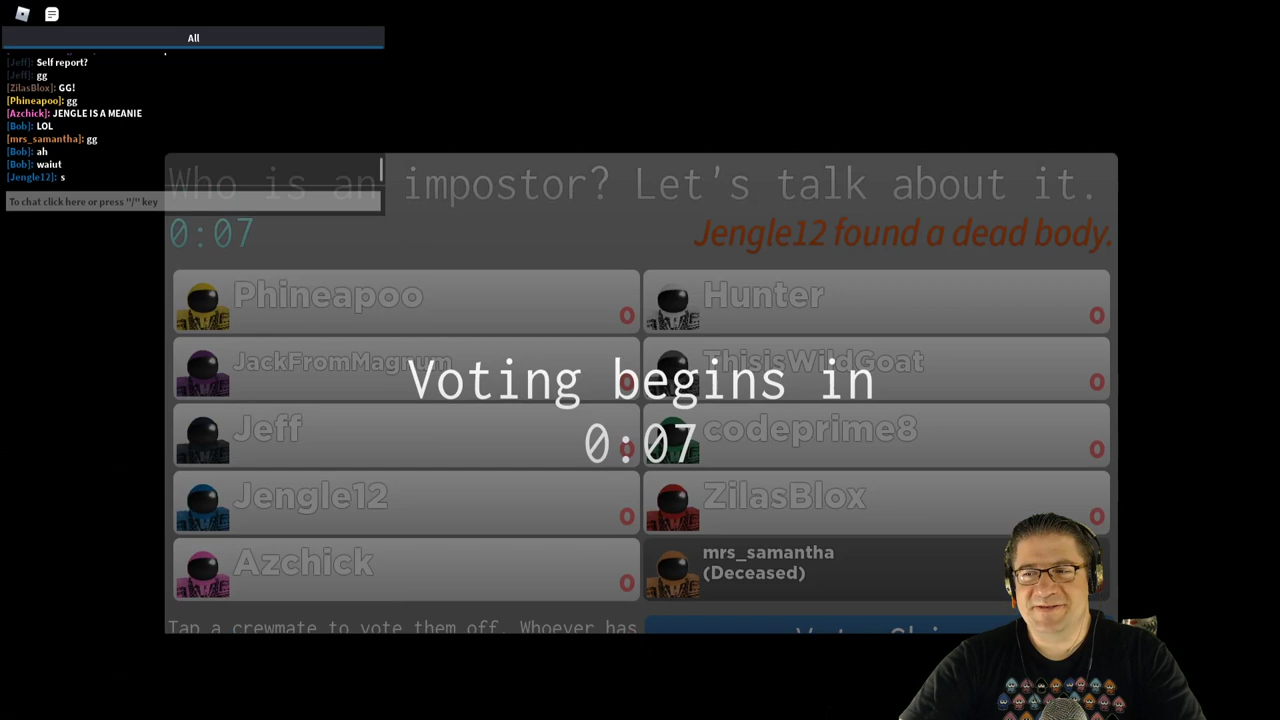 All
[Jeff]: Self report?
[Jeff]: gg
[ZilasBlox]: GG!
[Phineapoo]: gg
[Azchick]: JENGLE IS A MEANIE
[Bob]: LOL
[mrs_samantha]: gg
[Bob]: ah
[Bob]: waiut
[Jengle12]: s
To chat click here or press "/" key
Who is an impostor? Let's talk about it.
0:07
Jengle12 found a dead body.
Phineapoo 0
Hunter 0
JackFromMagnum
ThisisWildGoat 0
Voting begins in
0:07
Jeff 0
codeprime8 0
Jengle12 0
ZilasBlox 0
Azchick 0
mrs_samantha
(Deceased)
Tap a crewmate to vote them off. Whoever has